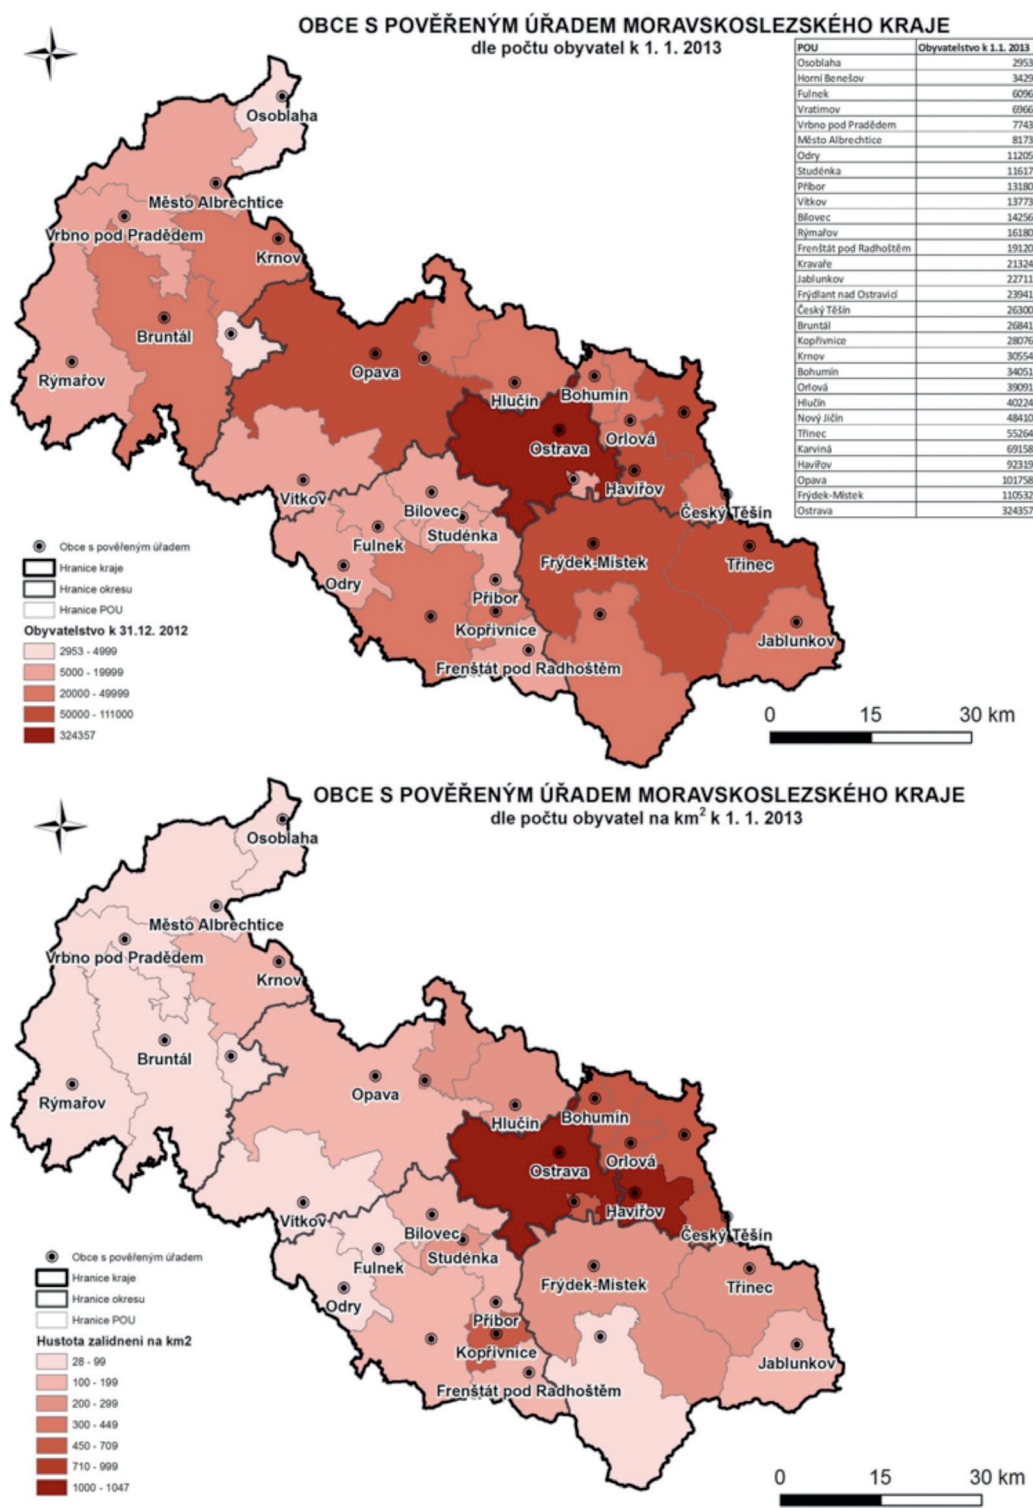 OBCE S POVĚŘENÝM ÚŘADEM MORAVSKOSLEZSKÉHO KRAJE
dle počtu obyvatel k 1. 1. 2013
POU Obyvatelstvo k 1.1. 2013
Osoblaha 2953
Horní Benešov 3429
Fulnek 6096
Vratimov 6966
Vrbno pod Pradědem 7743
Město Albrechtice 8173
Odry 11205
Studénka 11617
Příbor 13180
Vítkov 13773
Bílovec 14256
Rýmařov 16180
Frenštát pod Radhoštěm 19120
Kravaře 21324
Jablunkov 22711
Frýdlant nad Ostravicí 23941
Český Těšín 26300
Bruntál 26841
Kopřivnice 28076
Krnov 30554
Bohumín 34051
Orlová 39091
Hlučín 40224
Nový Jičín 48410
Třinec 55264
Karviná 69158
Havířov 92319
Opava 101758
Frýdek-Místek 110532
Ostrava 324357
Osoblaha
Město Albrechtice
Vrbno pod Pradědem
Krnov
Bruntál
Rýmařov
Opava
Hlučín
Bohumín
Orlová
Ostrava
Havířov
Vítkov
Bílovec
Český Těšín
Studénka
Fulnek
Odry
Frýdek-Místek
Třinec
Příbor
Kopřivnice
Jablunkov
Frenštát pod Radhoštěm
Obce s pověřeným úřadem
Hranice kraje
Hranice okresu
Hranice POU
Obyvatelstvo k 31.12. 2012
2953 - 4999
5000 - 19999
20000 - 49999
50000 - 111000
324357
0 15 30 km
OBCE S POVĚŘENÝM ÚŘADEM MORAVSKOSLEZSKÉHO KRAJE
dle počtu obyvatel na km² k 1. 1. 2013
Osoblaha
Město Albrechtice
Vrbno pod Pradědem
Krnov
Bruntál
Rýmařov
Opava
Hlučín
Bohumín
Orlová
Ostrava
Havířov
Vítkov
Bílovec
Český Těšín
Studénka
Fulnek
Odry
Frýdek-Místek
Třinec
Příbor
Kopřivnice
Jablunkov
Frenštát pod Radhoštěm
Obce s pověřeným úřadem
Hranice kraje
Hranice okresu
Hranice POU
Hustota zalidneni na km2
28 - 99
100 - 199
200 - 299
300 - 449
450 - 709
710 - 999
1000 - 1047
0 15 30 km